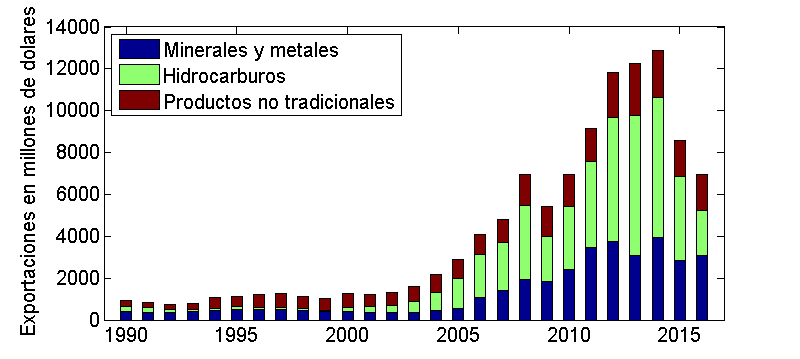 Exportaciones en millones de dolares
14000
12000
10000
8000
6000
4000
2000
0
Minerales y metales
Hidrocarburos
Productos no tradicionales
1990 1995 2000 2005 2010 2015